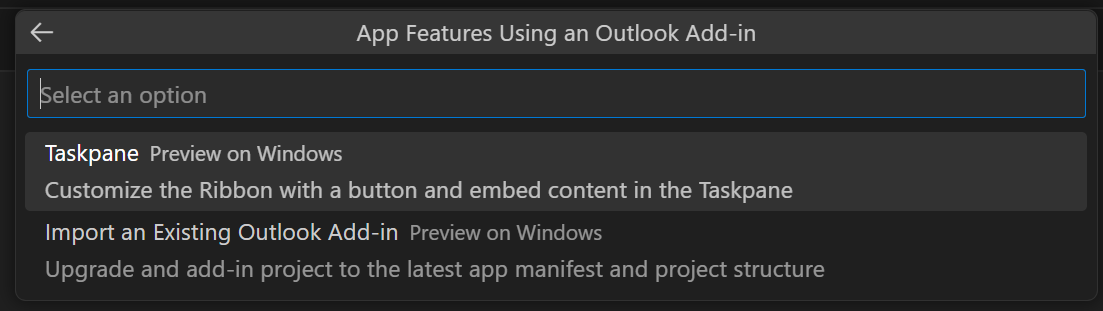 App Features Using an Outlook Add-in
Select an option
Taskpane Preview on Windows
Customize the Ribbon with a button and embed content in the Taskpane
Import an Existing Outlook Add-in Preview on Windows
Upgrade and add-in project to the latest app manifest and project structure